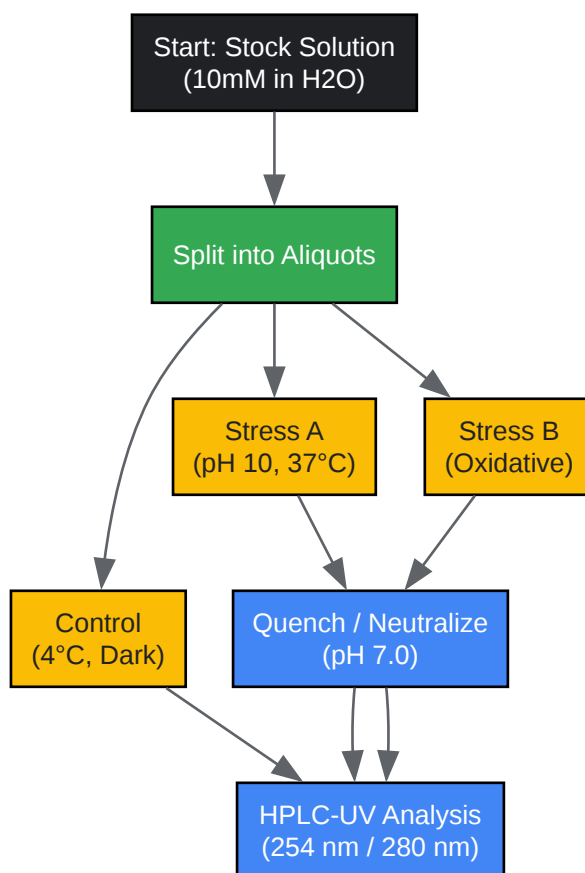 Start: Stock Solution
(10mM in H2O)
Split into Aliquots
Stress A
(pH 10, 37°C)
Stress B
(Oxidative)
Control
(4°C, Dark)
Quench / Neutralize
(pH 7.0)
HPLC-UV Analysis
(254 nm / 280 nm)